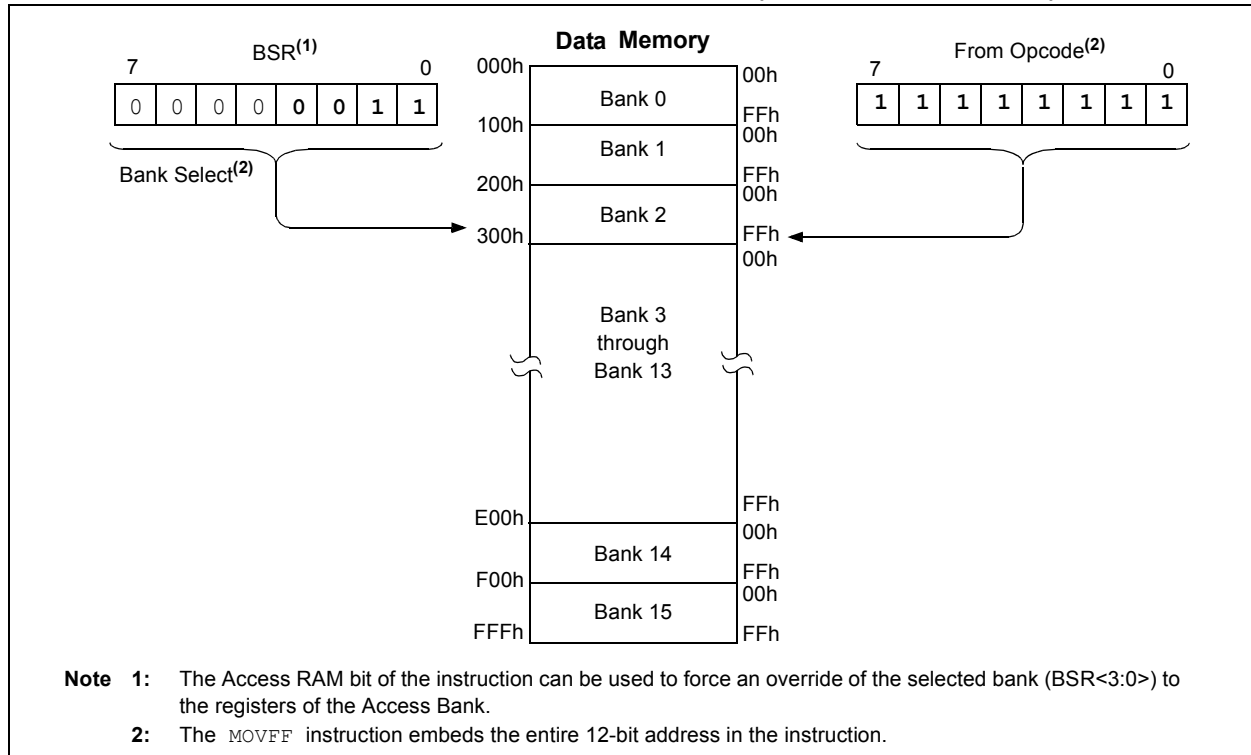 Data Memory
BSR(1)
7 0
0 0 0 0 0 0 1 1
Bank Select(2)
From Opcode(2)
7 0
1 1 1 1 1 1 1 1
000h
00h
Bank 0
FFh
100h
00h
Bank 1
FFh
200h
00h
Bank 2
FFh
300h
00h
Bank 3
through
Bank 13
FFh
E00h
00h
Bank 14
FFh
F00h
00h
Bank 15
FFFh
FFh
Note 1: The Access RAM bit of the instruction can be used to force an override of the selected bank (BSR<3:0>) to
the registers of the Access Bank.
2: The MOVFF instruction embeds the entire 12-bit address in the instruction.